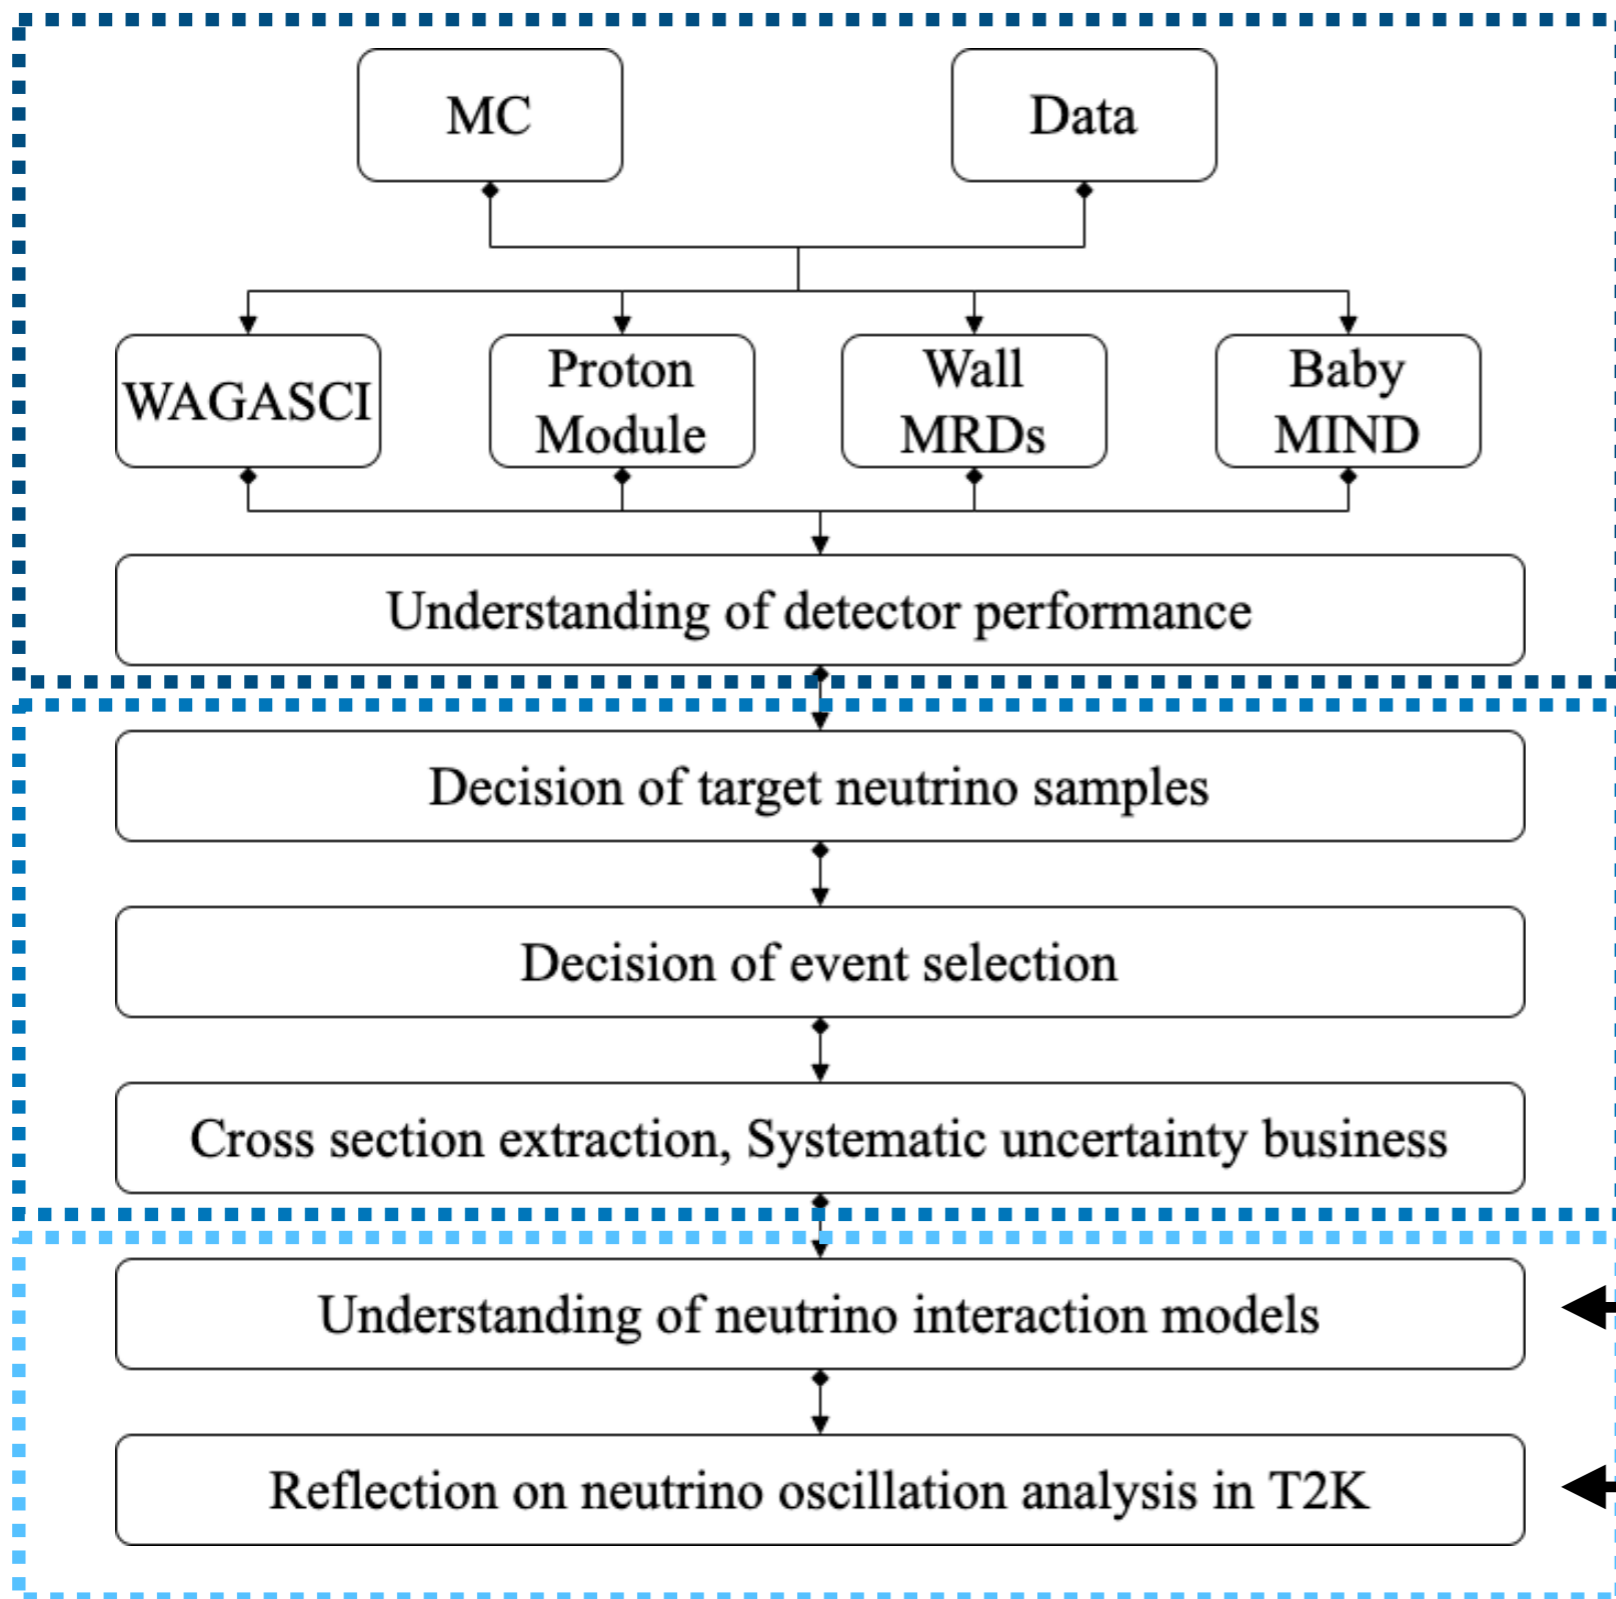 MC
Data
WAGASCI
Proton
Module
Wall
MRDs
Baby
MIND
Understanding of detector performance
Decision of target neutrino samples
Decision of event selection
Cross section extraction, Systematic uncertainty business
Understanding of neutrino interaction models
Reflection on neutrino oscillation analysis in T2K